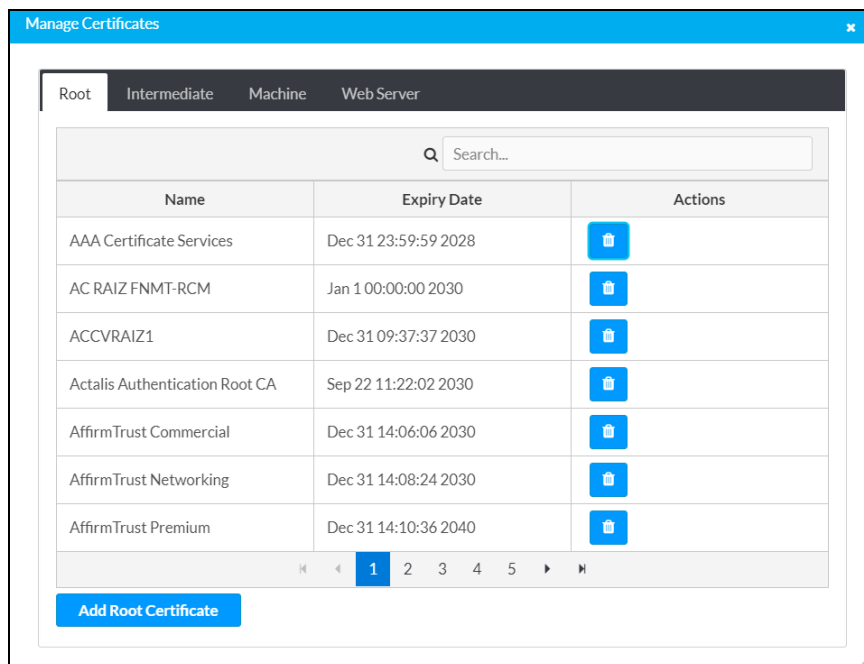 Manage Certificates
Root Intermediate Machine Web Server
Search...
Name Expiry Date Actions
AAA Certificate Services Dec 31 23:59:59 2028
AC RAIZ FNMT-RCM Jan 1 00:00:00 2030
ACCVRAIZ1 Dec 31 09:37:37 2030
Actalis Authentication Root CA Sep 22 11:22:02 2030
AffirmTrust Commercial Dec 31 14:06:06 2030
AffirmTrust Networking Dec 31 14:08:24 2030
AffirmTrust Premium Dec 31 14:10:36 2040
1 2 3 4 5
Add Root Certificate